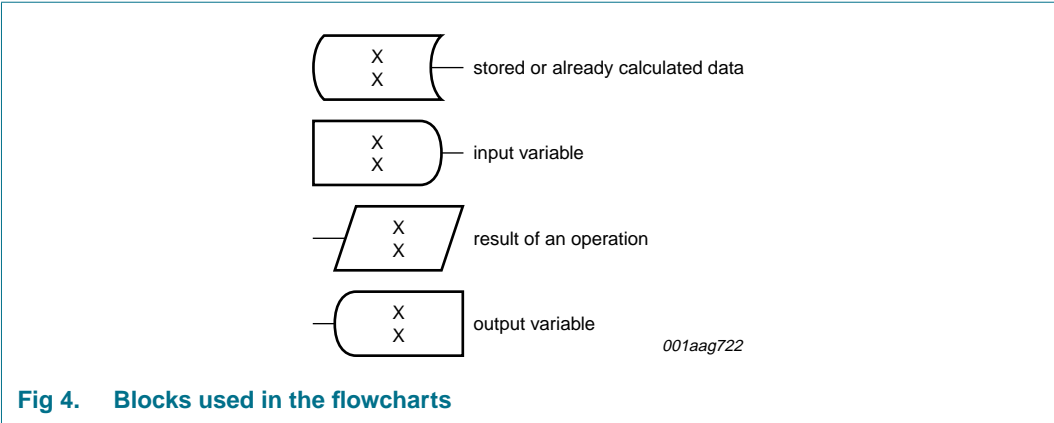 X
X
stored or already calculated data
X
X
input variable
X
X
result of an operation
X
X
output variable
001aag722
Fig 4. Blocks used in the flowcharts